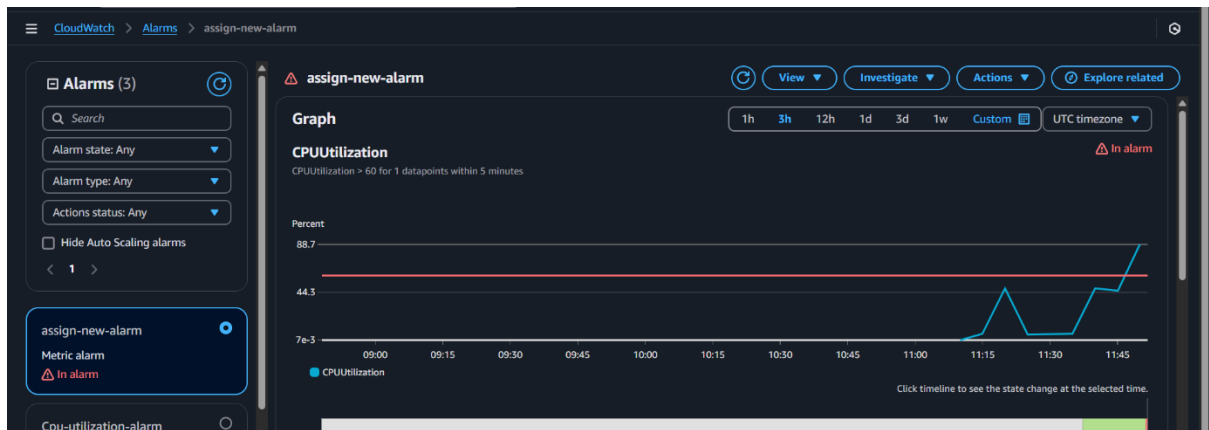 CloudWatch > Alarms > assign-new-alarm
Alarms (3)
Search
Alarm state: Any
Alarm type: Any
Actions status: Any
Hide Auto Scaling alarms
< 1 >
assign-new-alarm
Metric alarm
In alarm
Cpu-utilization-alarm
assign-new-alarm
View
Investigate
Actions
Explore related
Graph
1h 3h 12h 1d 3d 1w Custom
UTC timezone
CPUUtilization
In alarm
CPUUtilization > 60 for 1 datapoints within 5 minutes
Percent
88.7
44.3
7e-3
09:00 09:15 09:30 09:45 10:00 10:15 10:30 10:45 11:00 11:15 11:30 11:45
CPUUtilization
Click timeline to see the state change at the selected time.